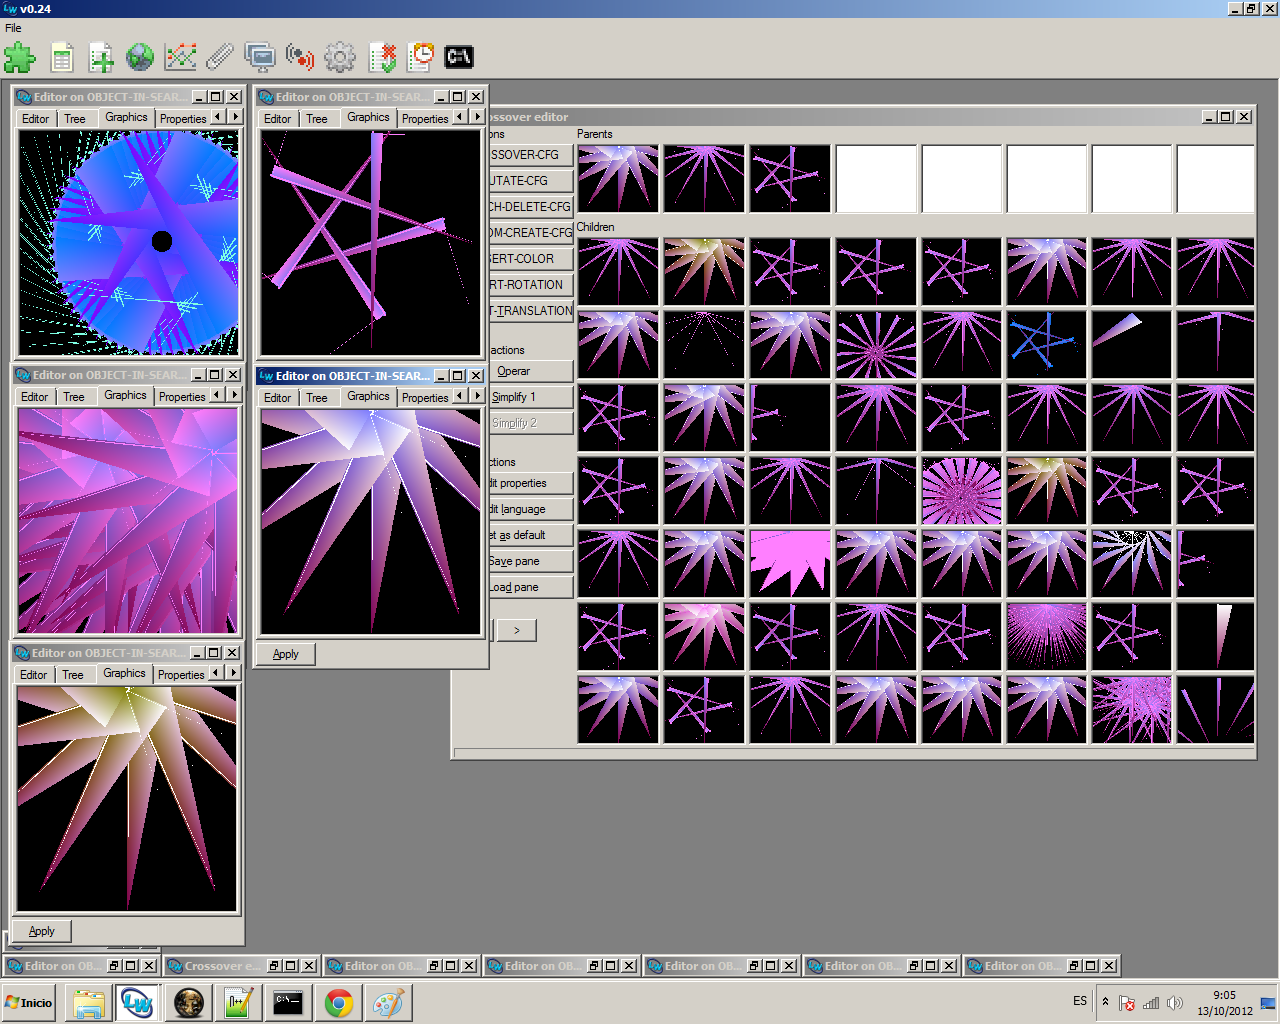 v0.24
File
Editor on OBJECT-IN-SEAR...
Editor Tree Graphics Properties
Editor on OBJECT-IN-SEAR...
Editor Tree Graphics Properties
ossover editor
ons
SSOVER-CFG
UTATE-CFG
CH-DELETE-CFG
OM-CREATE-CFG
SERT-COLOR
RT-ROTATION
T-TRANSLATION
actions
Operar
Simplify 1
Simplify 2
ctions
dit properties
dit language
et as default
Save pane
Load pane
>
Parents
Children
Editor on OBJECT-IN-SEAR...
Editor Tree Graphics Properties
Editor on OBJECT-IN-SEAR...
Editor Tree Graphics Properties
Apply
Editor on OBJECT-IN-SEAR...
Editor Tree Graphics Properties
Apply
Editor on OB...
Crossover e...
Editor on OB...
Editor on OB...
Editor on OB...
Editor on OB...
Editor on OB...
Inicio
ES
9:05
13/10/2012